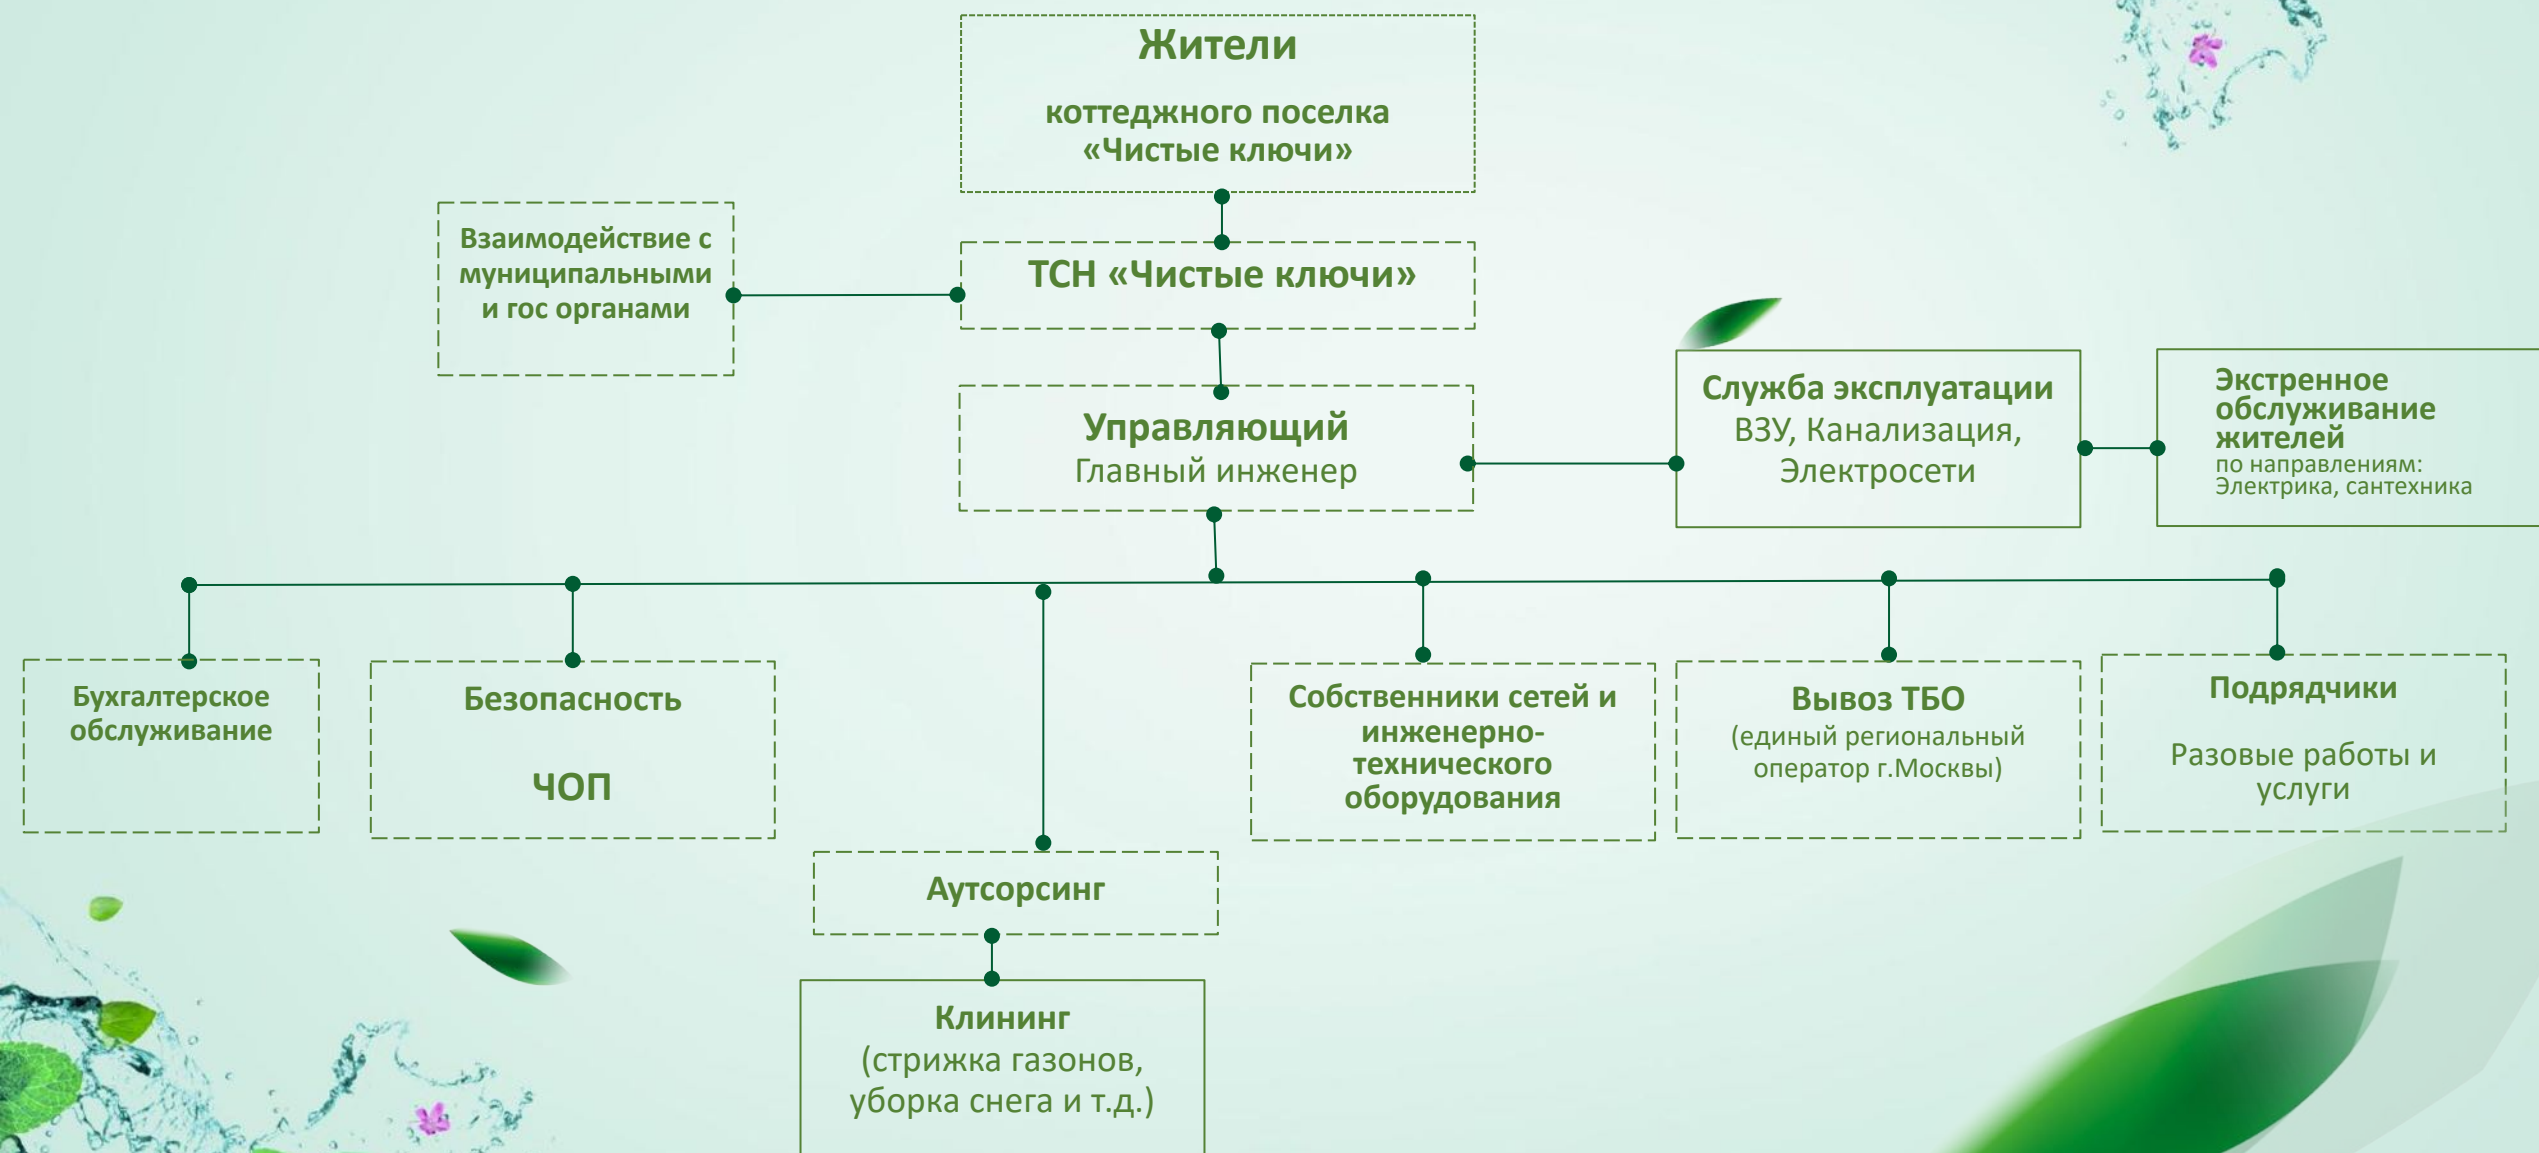 Жители
коттеджного поселка
«Чистые ключи»
Взаимодействие с
муниципальными
и гос органами
ТСН «Чистые ключи»
Управляющий
Главный инженер
Служба эксплуатации
ВЗУ, Канализация,
Электросети
Экстренное
обслуживание
жителей
по направлениям:
Электрика, сантехника
Бухгалтерское
обслуживание
Безопасность
ЧОП
Аутсорсинг
Клининг
(стрижка газонов,
уборка снега и т.д.)
Собственники сетей и
инженерно-
технического
оборудования
Вывоз ТБО
(единый региональный
оператор г.Москвы)
Подрядчики
Разовые работы и
услуги